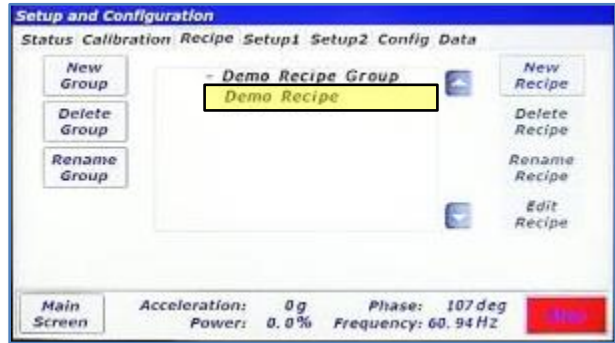 Setup and Configuration
Status Calibration Recipe Setup1 Setup2 Config Data
New Group
- Demo Recipe Group
New Recipe
Demo Recipe
Delete Group
Delete Recipe
Rename Group
Rename Recipe
Edit Recipe
Main Screen
Acceleration: 0 g
Phase: 107 deg
Power: 0.0%
Frequency: 60.94 Hz